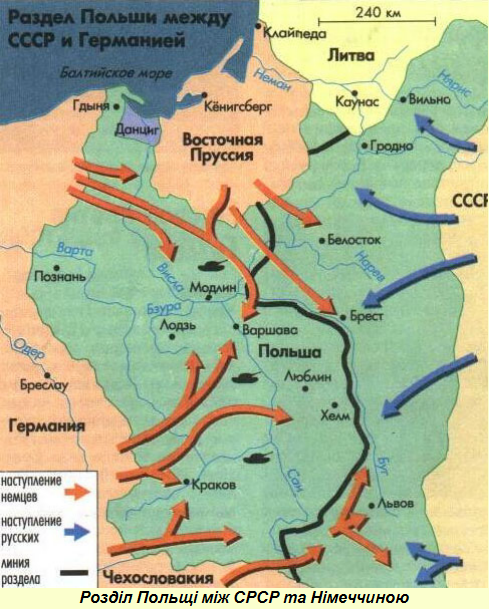 Раздел Польши между
СССР и Германией
240 км
Клайпеда
Литва
Балтийское море
Неман
Нярис
Гдыня
Кёнигсберг
Каунас
Вильно
Данциг
Восточная
Пруссия
Гродно
СССР
Варта
Белосток
Познань
Висла
Нарев
Модлин
Бзура
Брест
Лодзь
Варшава
Одер
Польша
Бреслау
Люблин
Хелм
Германия
Буг
наступление
немцев
Краков
Сан
Львов
наступление
русских
линия
раздела
Чехословакия
Розділ Польщі між СРСР та Німеччиною